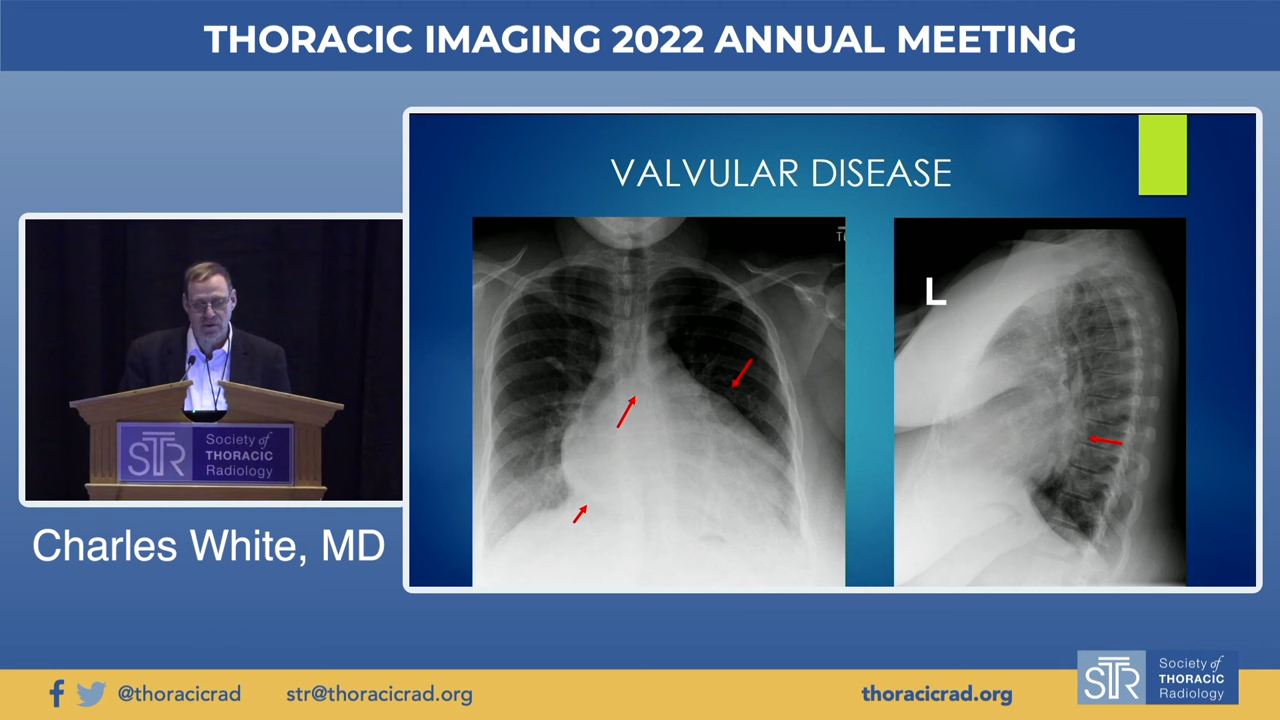 THORACIC IMAGING 2022 ANNUAL MEETING
VALVULAR DISEASE
L
STR
Society of
THORACIC
Radiology
Charles White, MD
@thoracicrad
str@thoracicrad.org
thoracicrad.org
STR
Society of
THORACIC
Radiology